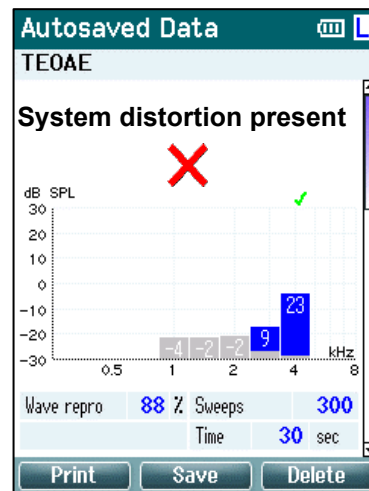 Autosaved Data L
TEOAE
System distortion present
dB SPL
30
20
10
0
-10
-20
-30
-4 -2 -2 9 23
kHz
0.5 1 2 4 8
Wave repro 88 % Sweeps 300
Time 30 sec
Print Save Delete